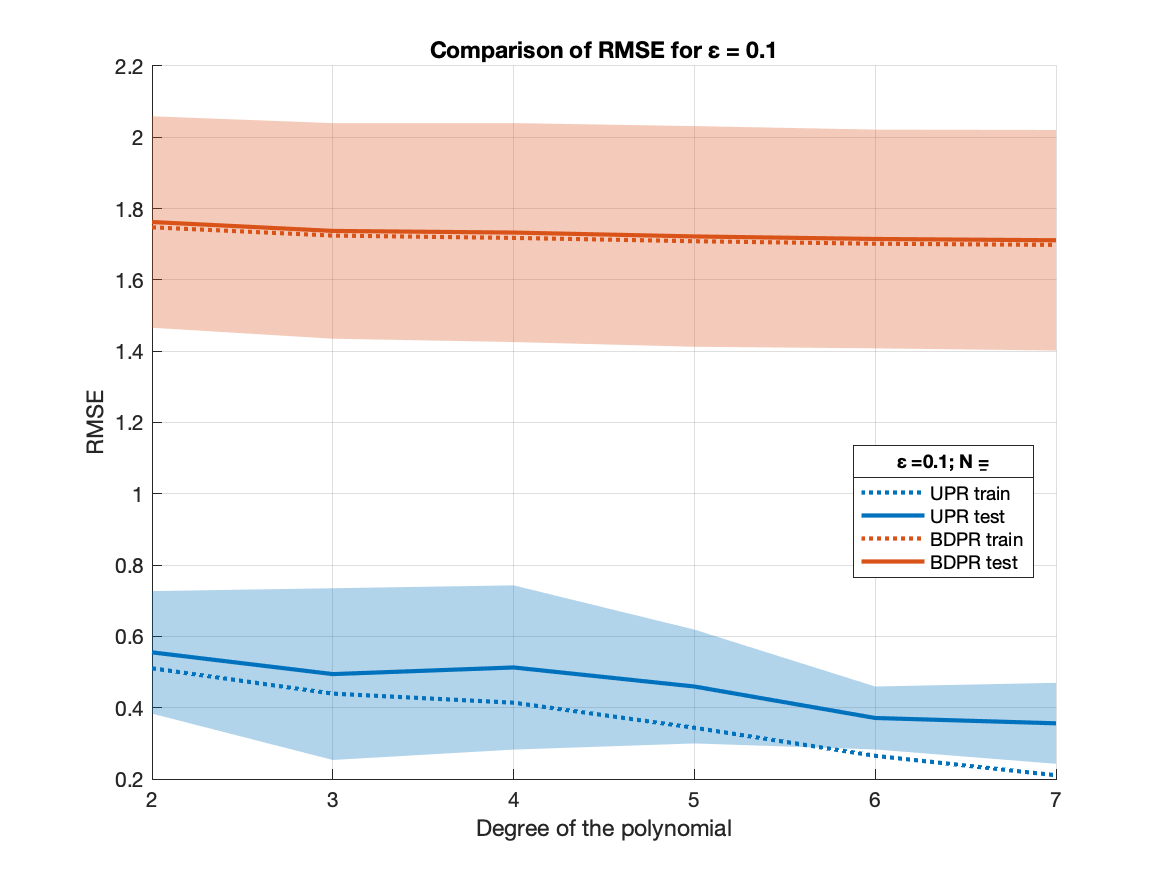 Comparison of RMSE for ε = 0.1
2.2
2
1.8
1.6
1.4
1.2
1
0.8
0.6
0.4
0.2
RMSE
ε =0.1; N =
UPR train
UPR test
BDPR train
BDPR test
2 3 4 5 6 7
Degree of the polynomial